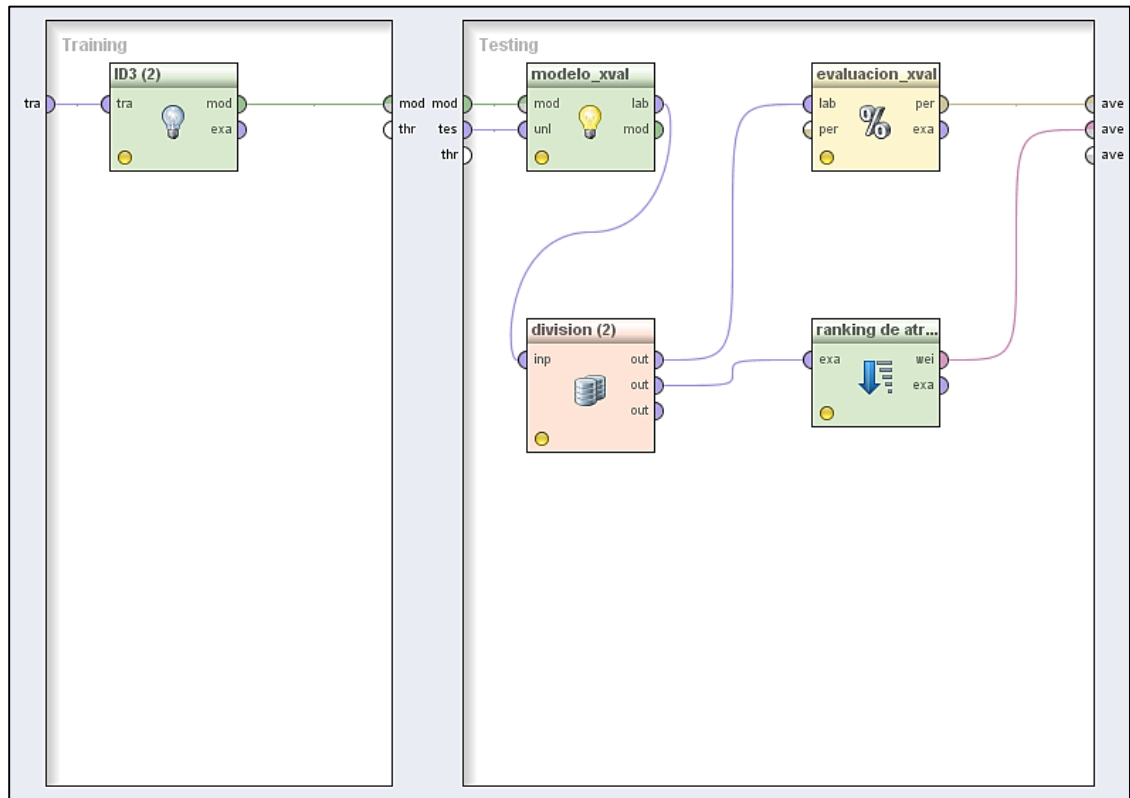 Training
Testing
ID3 (2)
tra
tra
mod
exa
mod
thr
mod
tes
thr
modelo_xval
mod
lab
unl
mod
evaluacion_xval
lab
per
per
exa
ave
ave
ave
division (2)
inp
out
out
out
ranking de atr...
exa
wei
exa